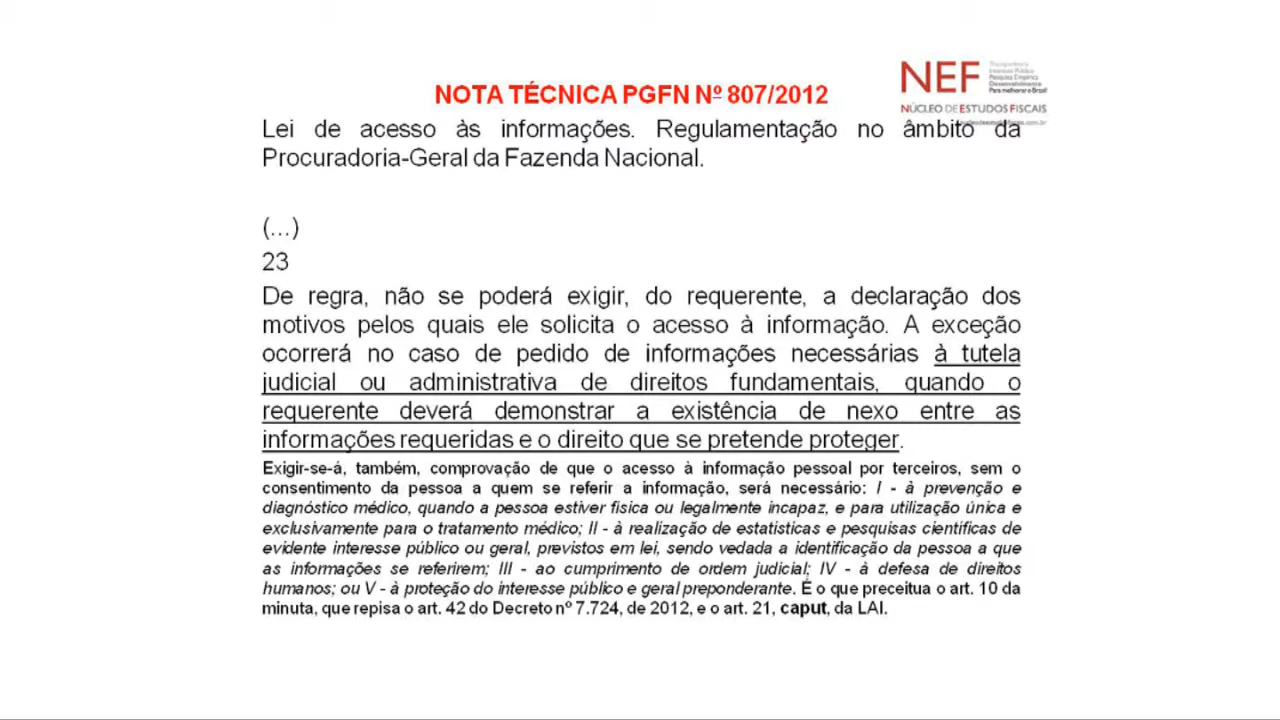 NEF
Transparência
Interesse Público
Pesquisa Empírica
Desenvolvimento
Para melhorar o Brasil
NÚCLEO DE ESTUDOS FISCAIS
NOTA TÉCNICA PGFN Nº 807/2012
Lei de acesso às informações. Regulamentação no âmbito da
Procuradoria-Geral da Fazenda Nacional.
(...)
23
De regra, não se poderá exigir, do requerente, a declaração dos
motivos pelos quais ele solicita o acesso à informação. A exceção
ocorrerá no caso de pedido de informações necessárias à tutela
judicial ou administrativa de direitos fundamentais, quando o
requerente deverá demonstrar a existência de nexo entre as
informações requeridas e o direito que se pretende proteger.
Exigir-se-á, também, comprovação de que o acesso à informação pessoal por terceiros, sem o
consentimento da pessoa a quem se referir a informação, será necessário: I - à prevenção e
diagnóstico médico, quando a pessoa estiver física ou legalmente incapaz, e para utilização única e
exclusivamente para o tratamento médico; II - à realização de estatísticas e pesquisas científicas de
evidente interesse público ou geral, previstos em lei, sendo vedada a identificação da pessoa a que
as informações se referirem; III - ao cumprimento de ordem judicial; IV - à defesa de direitos
humanos; ou V - à proteção do interesse público e geral preponderante. É o que preceitua o art. 10 da
minuta, que repisa o art. 42 do Decreto nº 7.724, de 2012, e o art. 21, caput, da LAI.